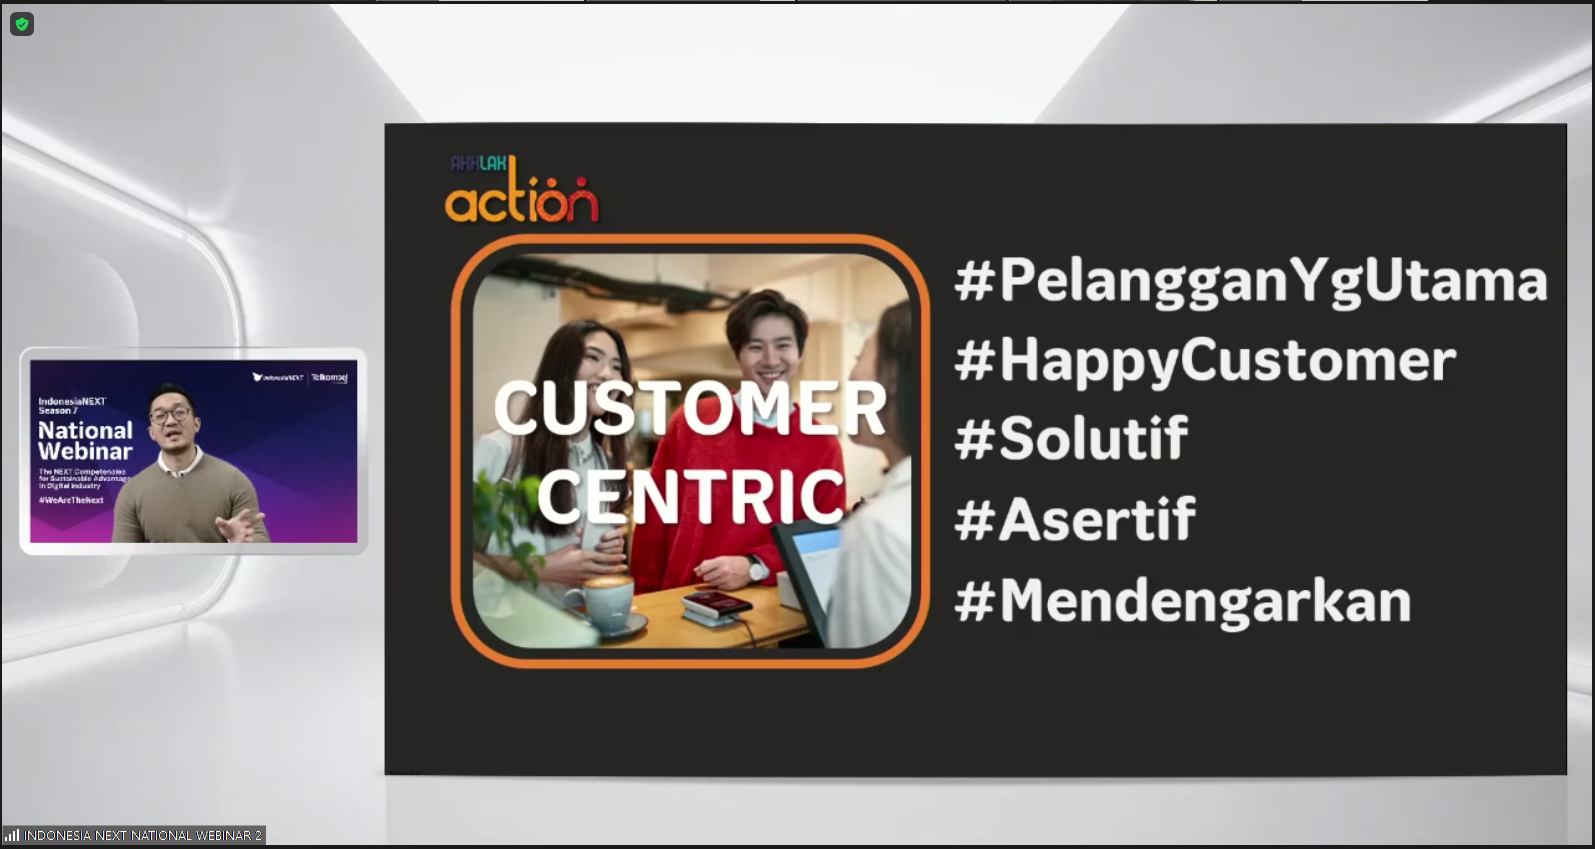 AKHLAK
action
CUSTOMER
CENTRIC
#PelangganYgUtama
#HappyCustomer
#Solutif
#Asertif
#Mendengarkan
IndonesiaNEXT
Telkomsel
IndonesiaNEXT
Season 7
National
Webinar
The NEXT Competencies
for Sustainable Advantage
in Digital Industry
#WeAreTheNext
INDONESIA NEXT NATIONAL WEBINAR 2